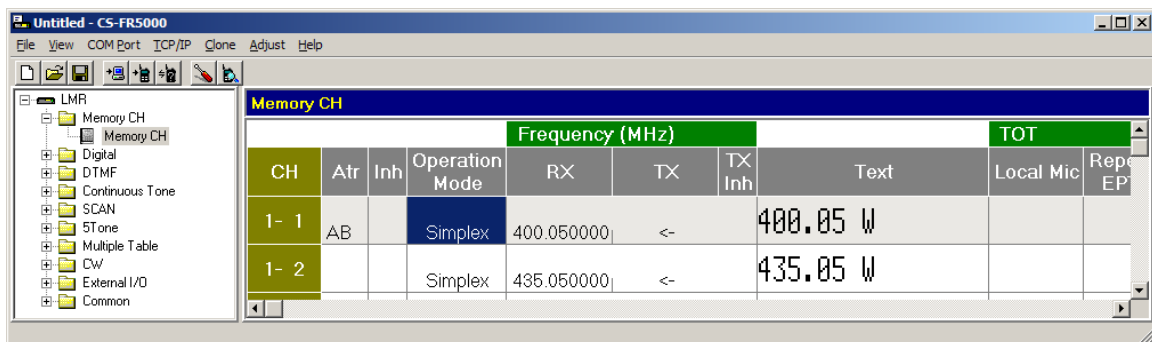 Untitled - CS-FR5000
File View COM Port TCP/IP Clone Adjust Help
LMR
Memory CH
Memory CH
Digital
DTMF
Continuous Tone
SCAN
5Tone
Multiple Table
CW
External I/O
Common
Memory CH
Frequency (MHz) TOT
CH Atr Inh Operation Mode RX TX TX Inh Text Local Mic
1- 1 AB Simplex 400.050000 <- 400.05 W
1- 2 Simplex 435.050000 <- 435.05 W